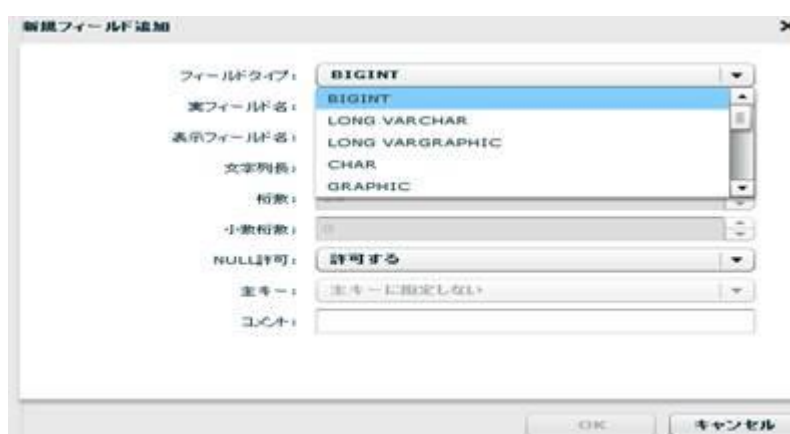 新規フィールド追加
フィールドタイプ: BIGINT
BIGINT
実フィールド名:
LONG VARCHAR
表示フィールド名:
LONG VARGRAPHIC
文字列長:
CHAR
GRAPHIC
桁数:
小数桁数: 0
NULL許可: 許可する
主キー: 主キーに指定しない
コメント:
OK キャンセル